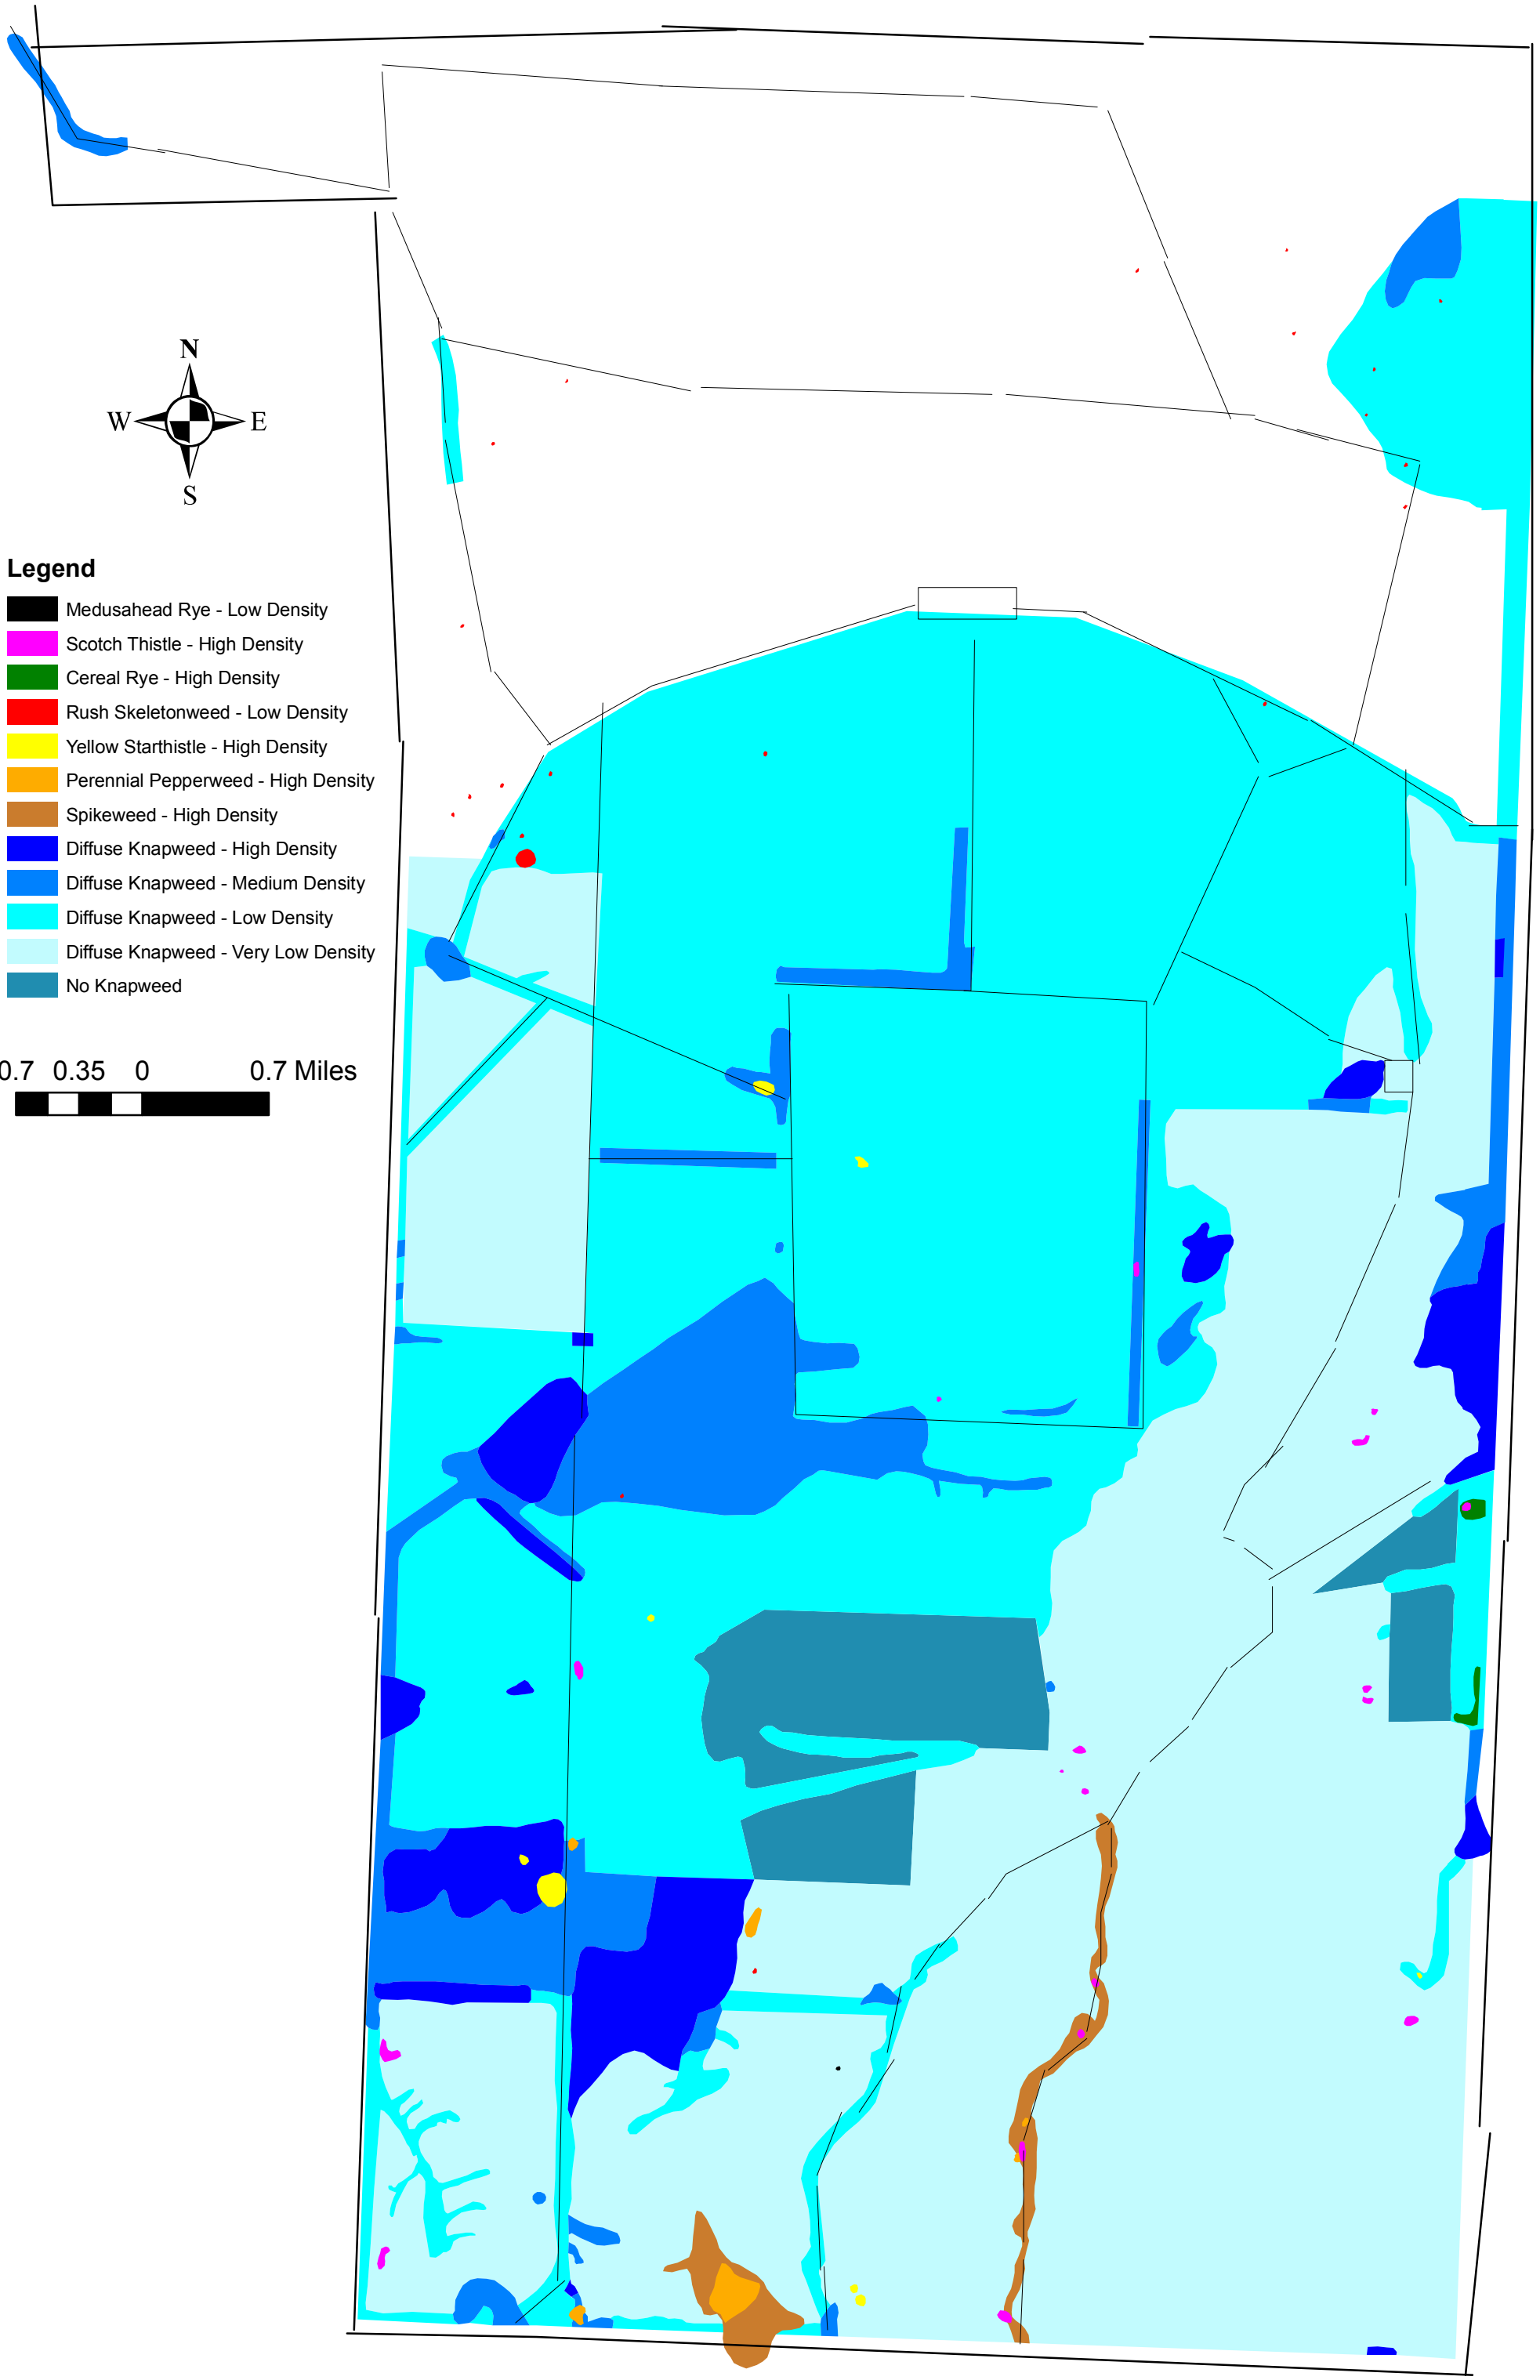 N
W E
S
Legend
Medusahead Rye - Low Density
Scotch Thistle - High Density
Cereal Rye - High Density
Rush Skeletonweed - Low Density
Yellow Starthistle - High Density
Perennial Pepperweed - High Density
Spikeweed - High Density
Diffuse Knapweed - High Density
Diffuse Knapweed - Medium Density
Diffuse Knapweed - Low Density
Diffuse Knapweed - Very Low Density
No Knapweed
0.7 0.35 0 0.7 Miles